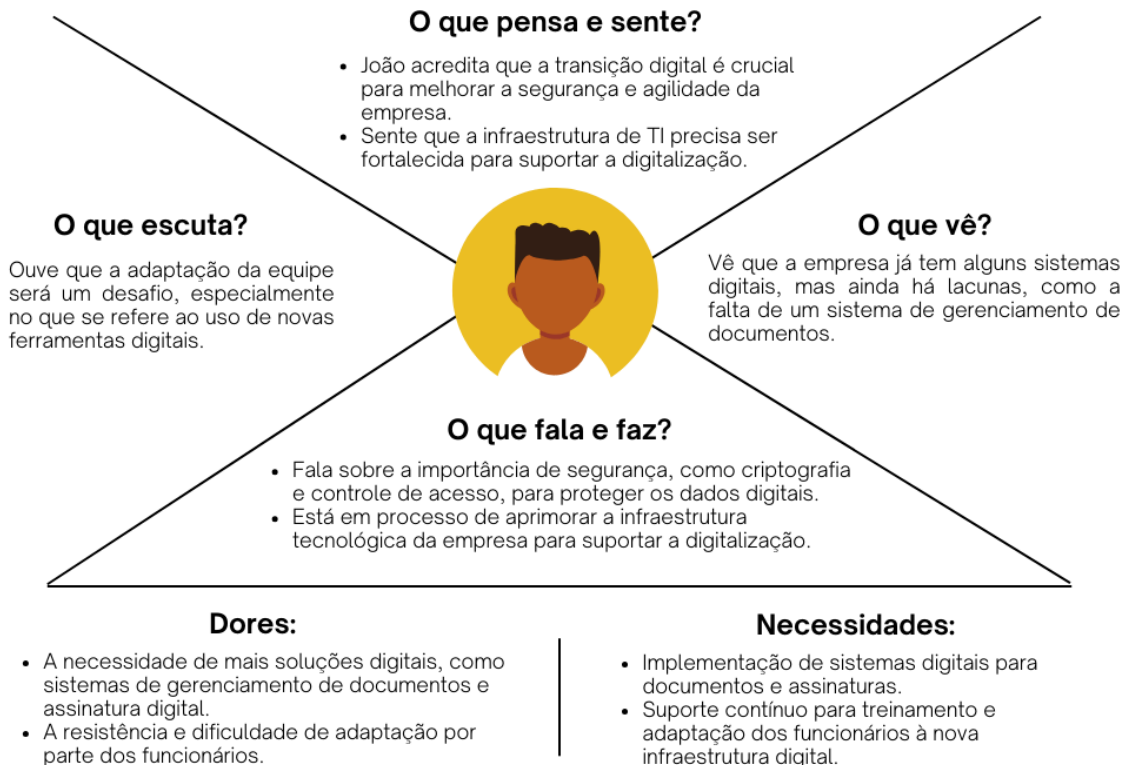 O que pensa e sente?
• João acredita que a transição digital é crucial
para melhorar a segurança e agilidade da
empresa.
• Sente que a infraestrutura de TI precisa ser
fortalecida para suportar a digitalização.
O que escuta?
Ouve que a adaptação da equipe
será um desafio, especialmente
no que se refere ao uso de novas
ferramentas digitais.
O que vê?
Vê que a empresa já tem alguns sistemas
digitais, mas ainda há lacunas, como a
falta de um sistema de gerenciamento de
documentos.
O que fala e faz?
• Fala sobre a importância de segurança, como criptografia
e controle de acesso, para proteger os dados digitais.
• Está em processo de aprimorar a infraestrutura
tecnológica da empresa para suportar a digitalização.
Dores:
• A necessidade de mais soluções digitais, como
sistemas de gerenciamento de documentos e
assinatura digital.
• A resistência e dificuldade de adaptação por
parte dos funcionários.
Necessidades:
• Implementação de sistemas digitais para
documentos e assinaturas.
• Suporte contínuo para treinamento e
adaptação dos funcionários à nova
infraestrutura digital.